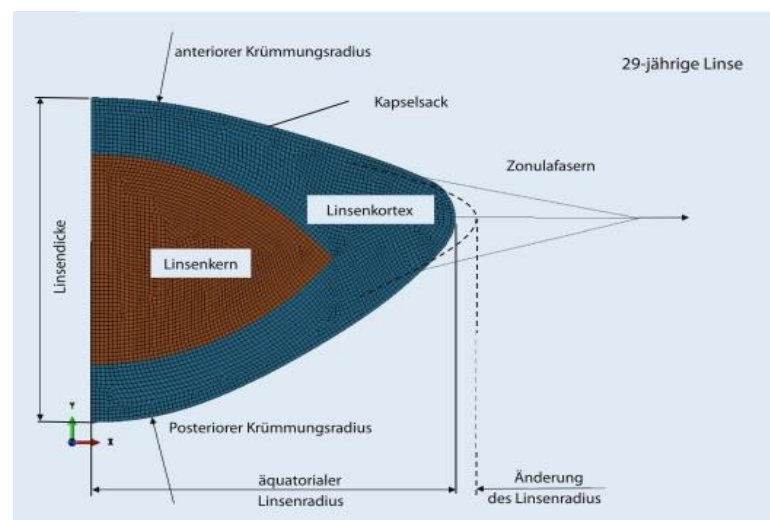 anteriorer Krümmungsradius
29-jährige Linse
Kapselsack
Zonulafasern
Linsenkortex
Linsendicke
Linsenkern
Y
X
Posteriorer Krümmungsradius
äquatorialer
Linsenradius
Änderung
des Linsenradius